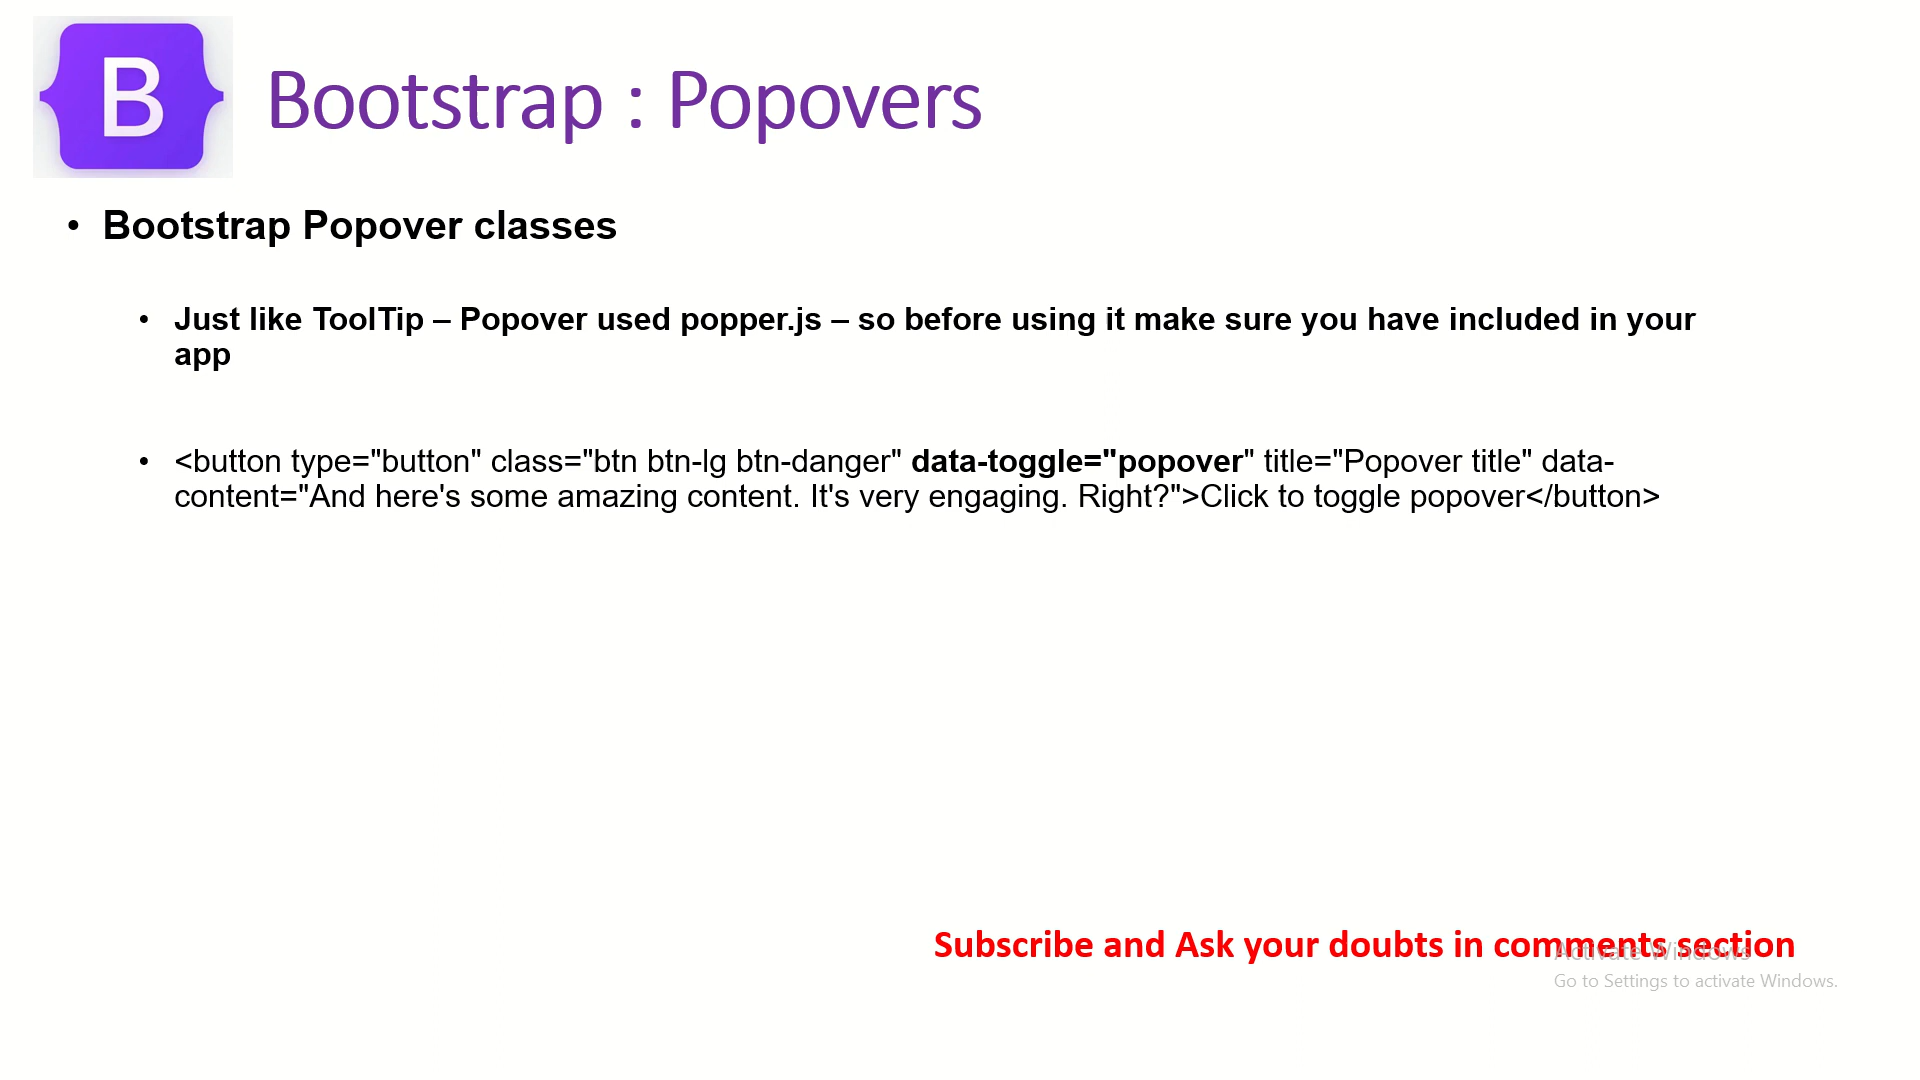 B
Bootstrap : Popovers
• Bootstrap Popover classes
• Just like ToolTip – Popover used popper.js – so before using it make sure you have included in your
app
• <button type="button" class="btn btn-lg btn-danger" data-toggle="popover" title="Popover title" data-
content="And here's some amazing content. It's very engaging. Right?">Click to toggle popover</button>
Subscribe and Ask your doubts in comments section
Activate Windows
Go to Settings to activate Windows.